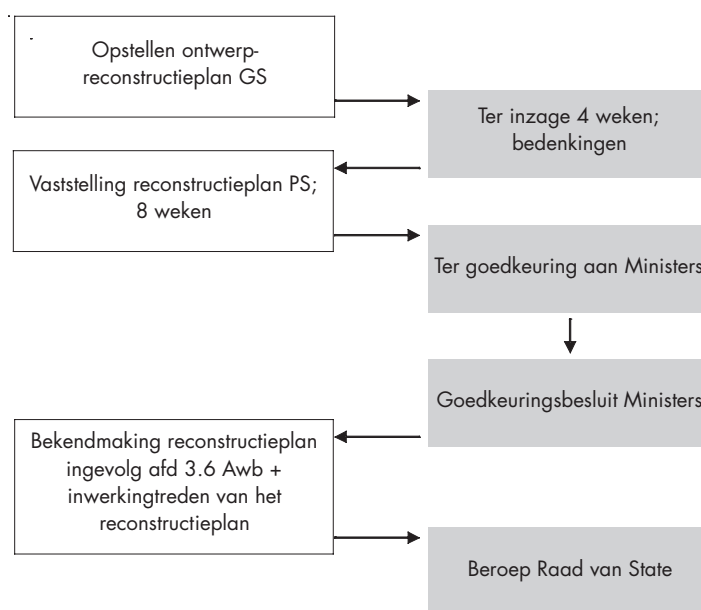 Opstellen ontwerp-
reconstructieplan GS
Ter inzage 4 weken;
bedenkingen
Vaststelling reconstructieplan PS;
8 weken
Ter goedkeuring aan Ministers
Goedkeuringsbesluit Ministers
Bekendmaking reconstructieplan
ingevolg afd 3.6 Awb +
inwerkingtreden van het
reconstructieplan
Beroep Raad van State